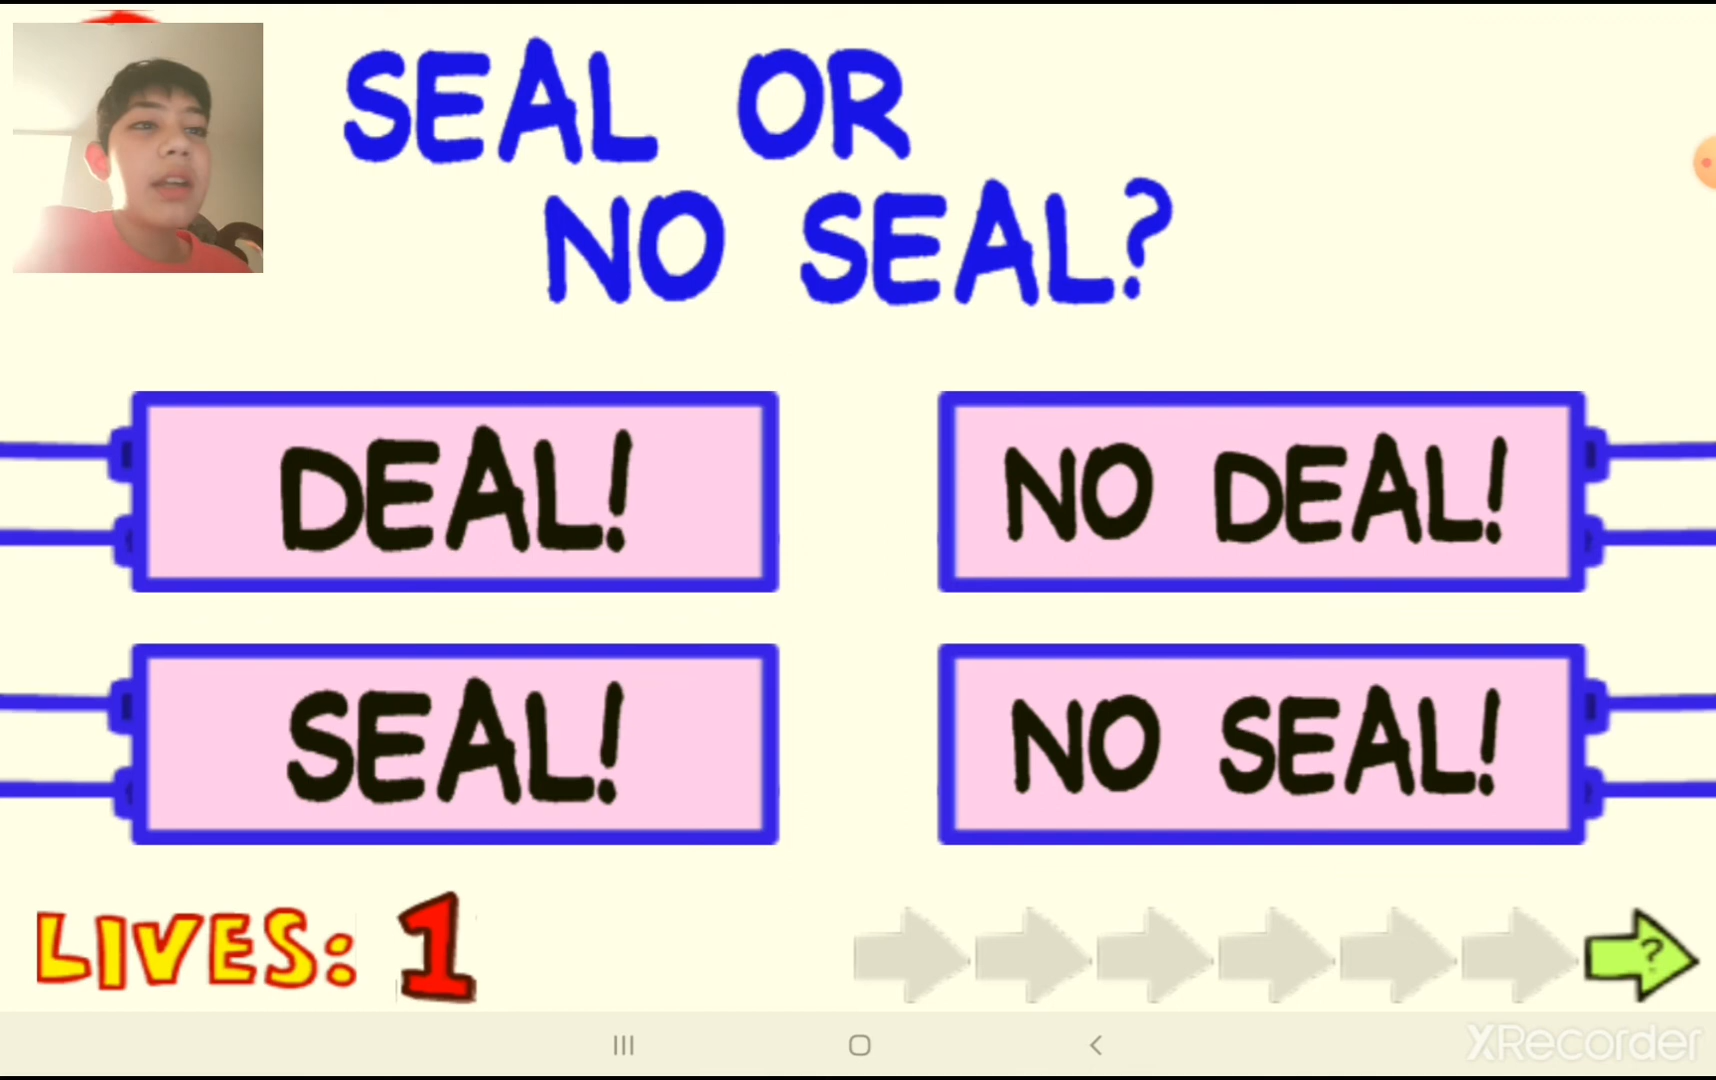 SEAL OR
NO SEAL?
DEAL!
NO DEAL!
SEAL!
NO SEAL!
LIVES: 1
?
XRecorder